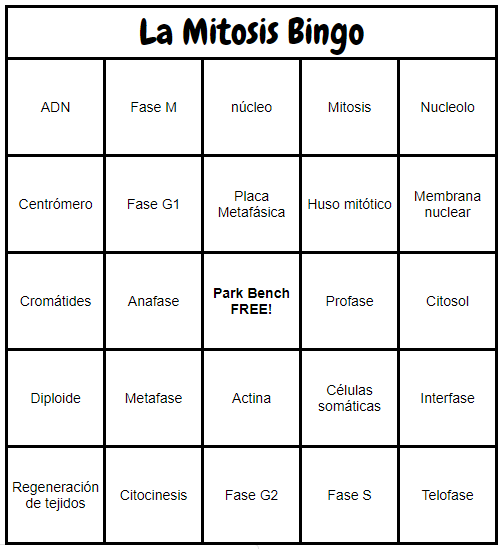 La Mitosis Bingo
ADN
Fase M
núcleo
Mitosis
Nucleolo
Centrómero
Fase G1
Placa
Metafásica
Huso mitótico
Membrana
nuclear
Cromátides
Anafase
Park Bench
FREE!
Profase
Citosol
Diploide
Metafase
Actina
Células
somáticas
Interfase
Regeneración
de tejidos
Citocinesis
Fase G2
Fase S
Telofase